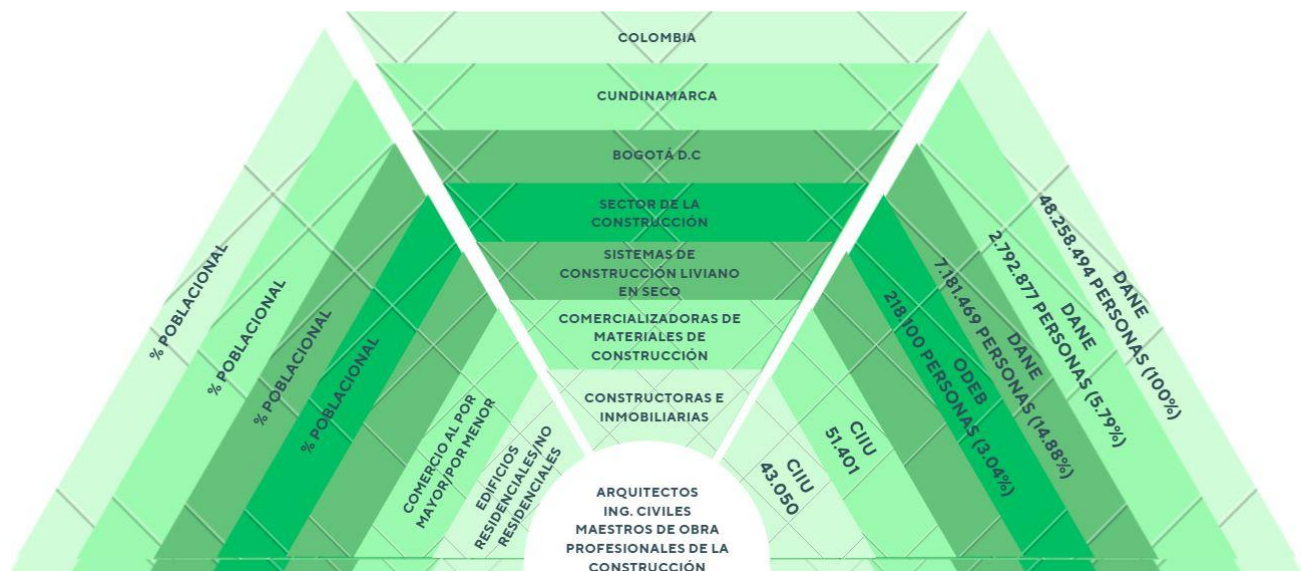 COLOMBIA
CUNDINAMARCA
BOGOTÁ D.C
SECTOR DE LA
CONSTRUCCIÓN
SISTEMAS DE
CONSTRUCCIÓN LIVIANO
EN SECO
COMERCIALIZADORAS DE
MATERIALES DE
CONSTRUCCIÓN
CONSTRUCTORAS E
INMOBILIARIAS
ARQUITECTOS
ING. CIVILES
MAESTROS DE OBRA
PROFESIONALES DE LA
CONSTRUCCIÓN
% POBLACIONAL
% POBLACIONAL
% POBLACIONAL
% POBLACIONAL
COMERCIO AL POR
MAYOR/POR MENOR
EDIFICIOS
RESIDENCIALES/NO
RESIDENCIALES
DANE
48.258.494 PERSONAS (100%)
DANE
2.792.877 PERSONAS (5.79%)
DANE
7.181.469 PERSONAS (14.88%)
ODEB
218.100 PERSONAS (3.04%)
CIIU
51.401
CIIU
43.050